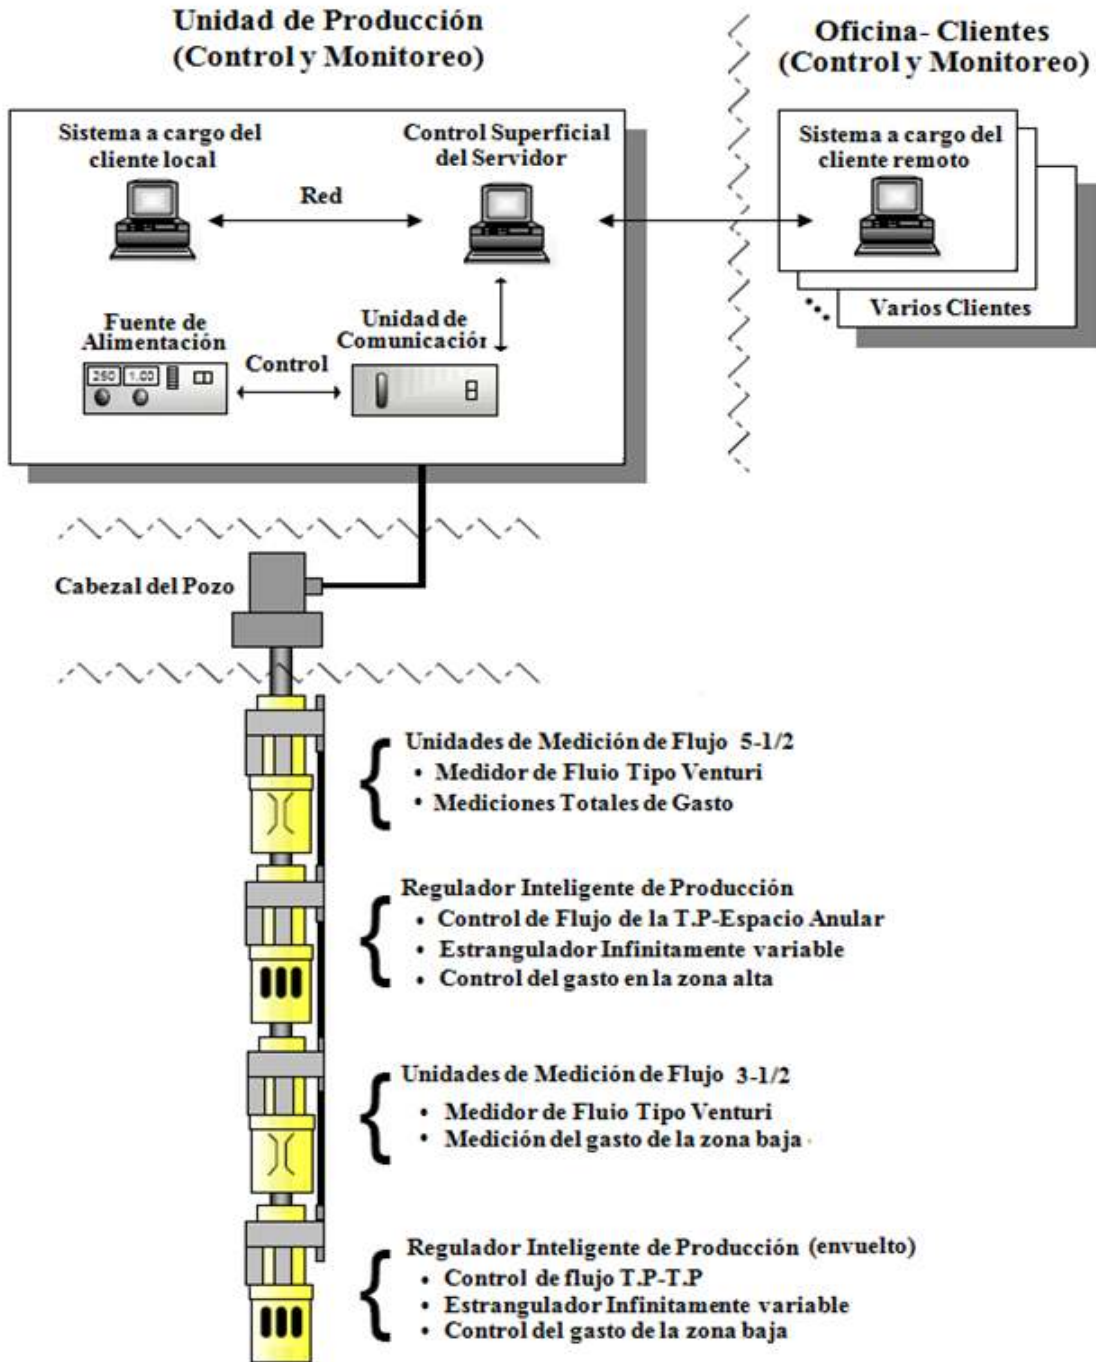 Unidad de Producción
(Control y Monitoreo)
Oficina- Clientes
(Control y Monitoreo)
Sistema a cargo del
cliente local
Control Superficial
del Servidor
Red
Sistema a cargo del
cliente remoto
Varios Clientes
Fuente de
Alimentación
250 1.00
Control
Unidad de
Comunicación
Cabezal del Pozo
Unidades de Medición de Flujo 5-1/2
• Medidor de Fluio Tipo Venturi
• Mediciones Totales de Gasto
Regulador Inteligente de Producción
• Control de Flujo de la T.P-Espacio Anular
• Estrangulador Infinitamente variable
• Control del gasto en la zona alta
Unidades de Medición de Flujo 3-1/2
• Medidor de Fluio Tipo Venturi
• Medición del gasto de la zona baja
Regulador Inteligente de Producción (envuelto)
• Control de flujo T.P-T.P
• Estrangulador Infinitamente variable
• Control del gasto de la zona baja